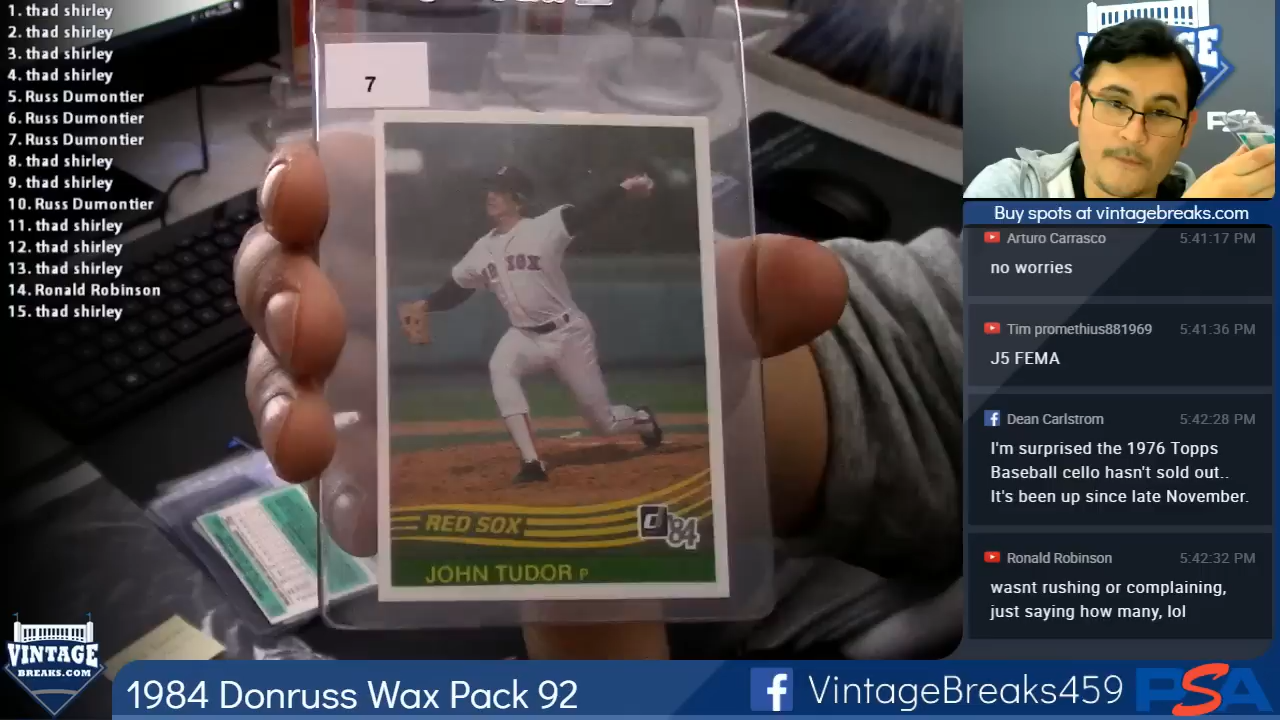 1. thad shirley
2. thad shirley
3. thad shirley
4. thad shirley
5. Russ Dumontier
6. Russ Dumontier
7. Russ Dumontier
8. thad shirley
9. thad shirley
10. Russ Dumontier
11. thad shirley
12. thad shirley
13. thad shirley
14. Ronald Robinson
15. thad shirley
7
SOX
RED SOX
d '84
JOHN TUDOR P
PSA
Buy spots at vintagebreaks.com
Arturo Carrasco 5:41:17 PM
no worries
Tim promethius881969 5:41:36 PM
J5 FEMA
Dean Carlstrom 5:42:28 PM
I'm surprised the 1976 Topps
Baseball cello hasn't sold out..
It's been up since late November.
Ronald Robinson 5:42:32 PM
wasnt rushing or complaining,
just saying how many, lol
VINTAGE
BREAKS.COM
1984 Donruss Wax Pack 92
f VintageBreaks459
PSA